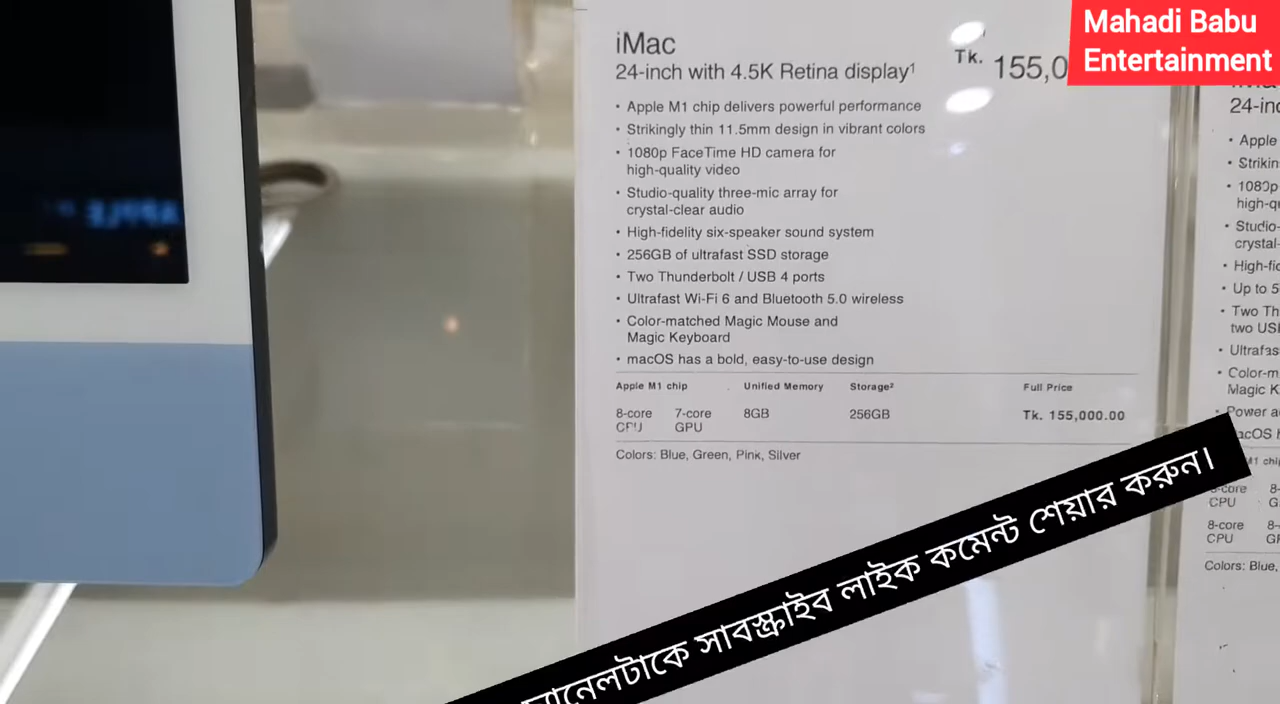 Mahadi Babu
Entertainment
iMac
24-inch with 4.5K Retina display¹
Tk. 155,0
• Apple M1 chip delivers powerful performance
• Strikingly thin 11.5mm design in vibrant colors
• 1080p FaceTime HD camera for
high-quality video
• Studio-quality three-mic array for
crystal-clear audio
• High-fidelity six-speaker sound system
• 256GB of ultrafast SSD storage
• Two Thunderbolt / USB 4 ports
• Ultrafast Wi-Fi 6 and Bluetooth 5.0 wireless
• Color-matched Magic Mouse and
Magic Keyboard
• macOS has a bold, easy-to-use design
Apple M1 chip Unified Memory Storage² Full Price
8-core 7-core 8GB 256GB Tk. 155,000.00
CPU GPU
Colors: Blue, Green, Pink, Silver
24-inc
• Apple
• Strikin
• 1080p
high-qu
• Studio-
crystal-
• High-fid
• Up to 5
• Two Th
two USB
• Ultrafas
• Color-m
Magic K
• Power a
acOS h
M1 chip
8-core 8-
CPU G
8-core 8-
CPU GP
Colors: Blue,
সাবস্ক্রাইব লাইক কমেন্ট শেয়ার করুন।